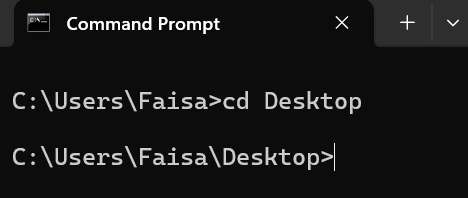 Command Prompt
C:\Users\Faisa>cd Desktop
C:\Users\Faisa\Desktop>